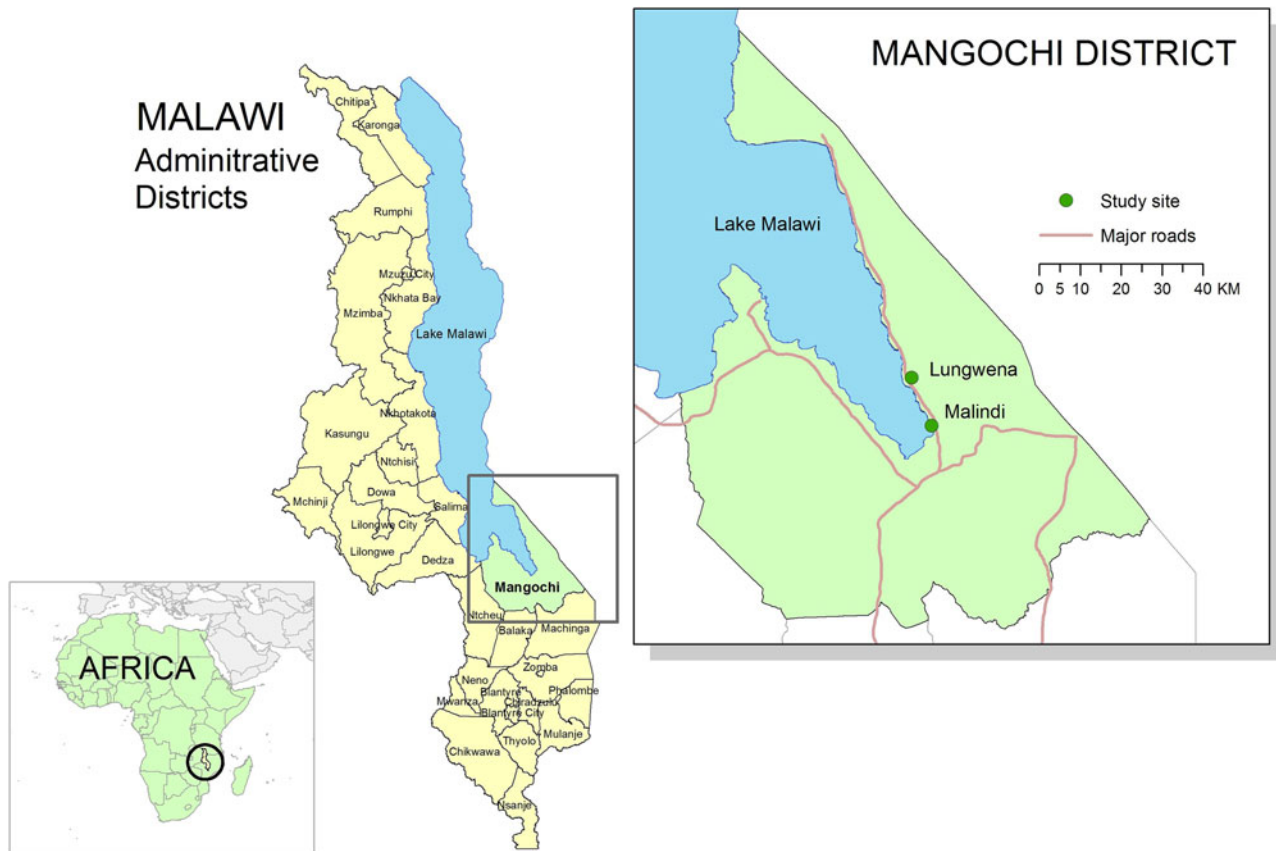 MALAWI
Adminitrative
Districts
Chitipa
Karonga
Rumphi
Mzuzu City
Nkhata Bay
Mzimba
Lake Malawi
Nkhotakota
Kasungu
Ntchisi
Mchinji
Dowa
Salima
Lilongwe City
Lilongwe
Dedza
Mangochi
Ntcheu
Balaka
Machinga
Zomba
Neno
Blantyre
Phalombe
Mwanza
Chiradzulu
Blantyre City
Mulanje
Thyolo
Chikwawa
Nsanje
AFRICA
MANGOCHI DISTRICT
Lake Malawi
Study site
Major roads
0 5 10 20 30 40 KM
Lungwena
Malindi